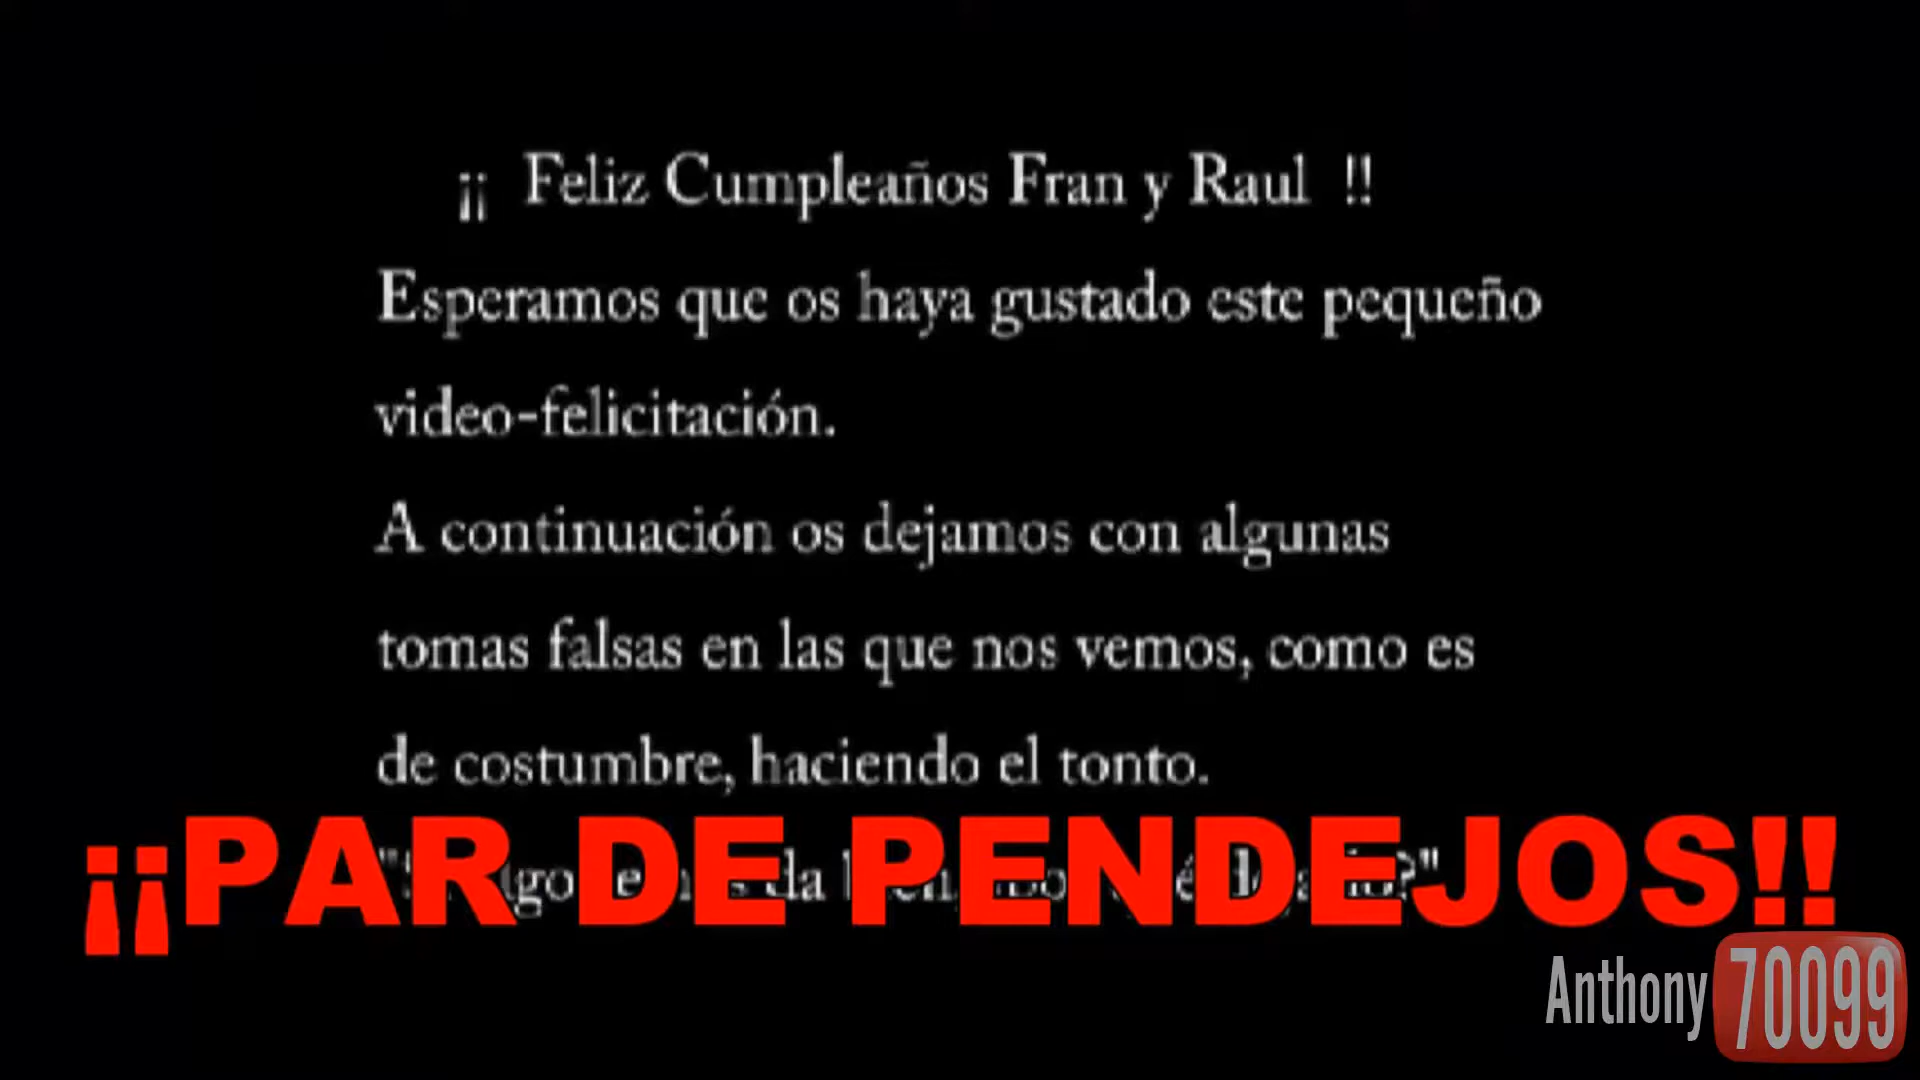 ¡¡ Feliz Cumpleaños Fran y Raul !!
Esperamos que os haya gustado este pequeño
video-felicitación.
A continuación os dejamos con algunas
tomas falsas en las que nos vemos, como es
de costumbre, haciendo el tonto.
¡¡PAR DE PENDEJOS!!
Anthony 70099